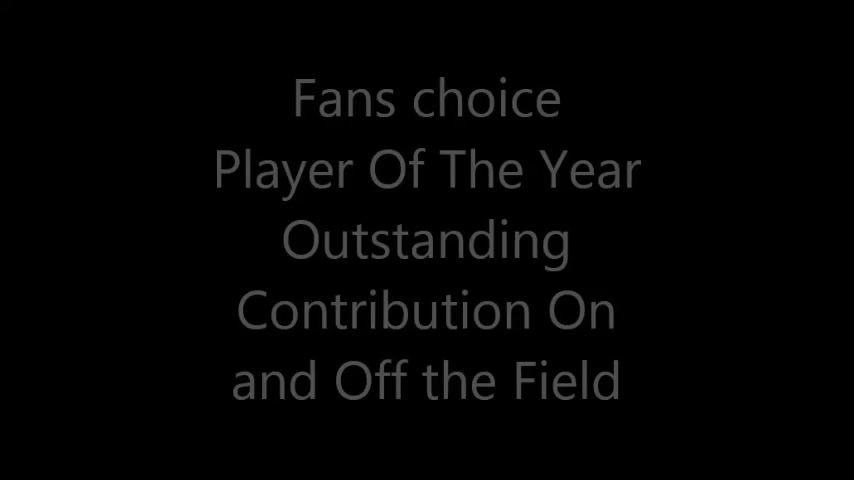 Fans choice
Player Of The Year
Outstanding
Contribution On
and Off the Field